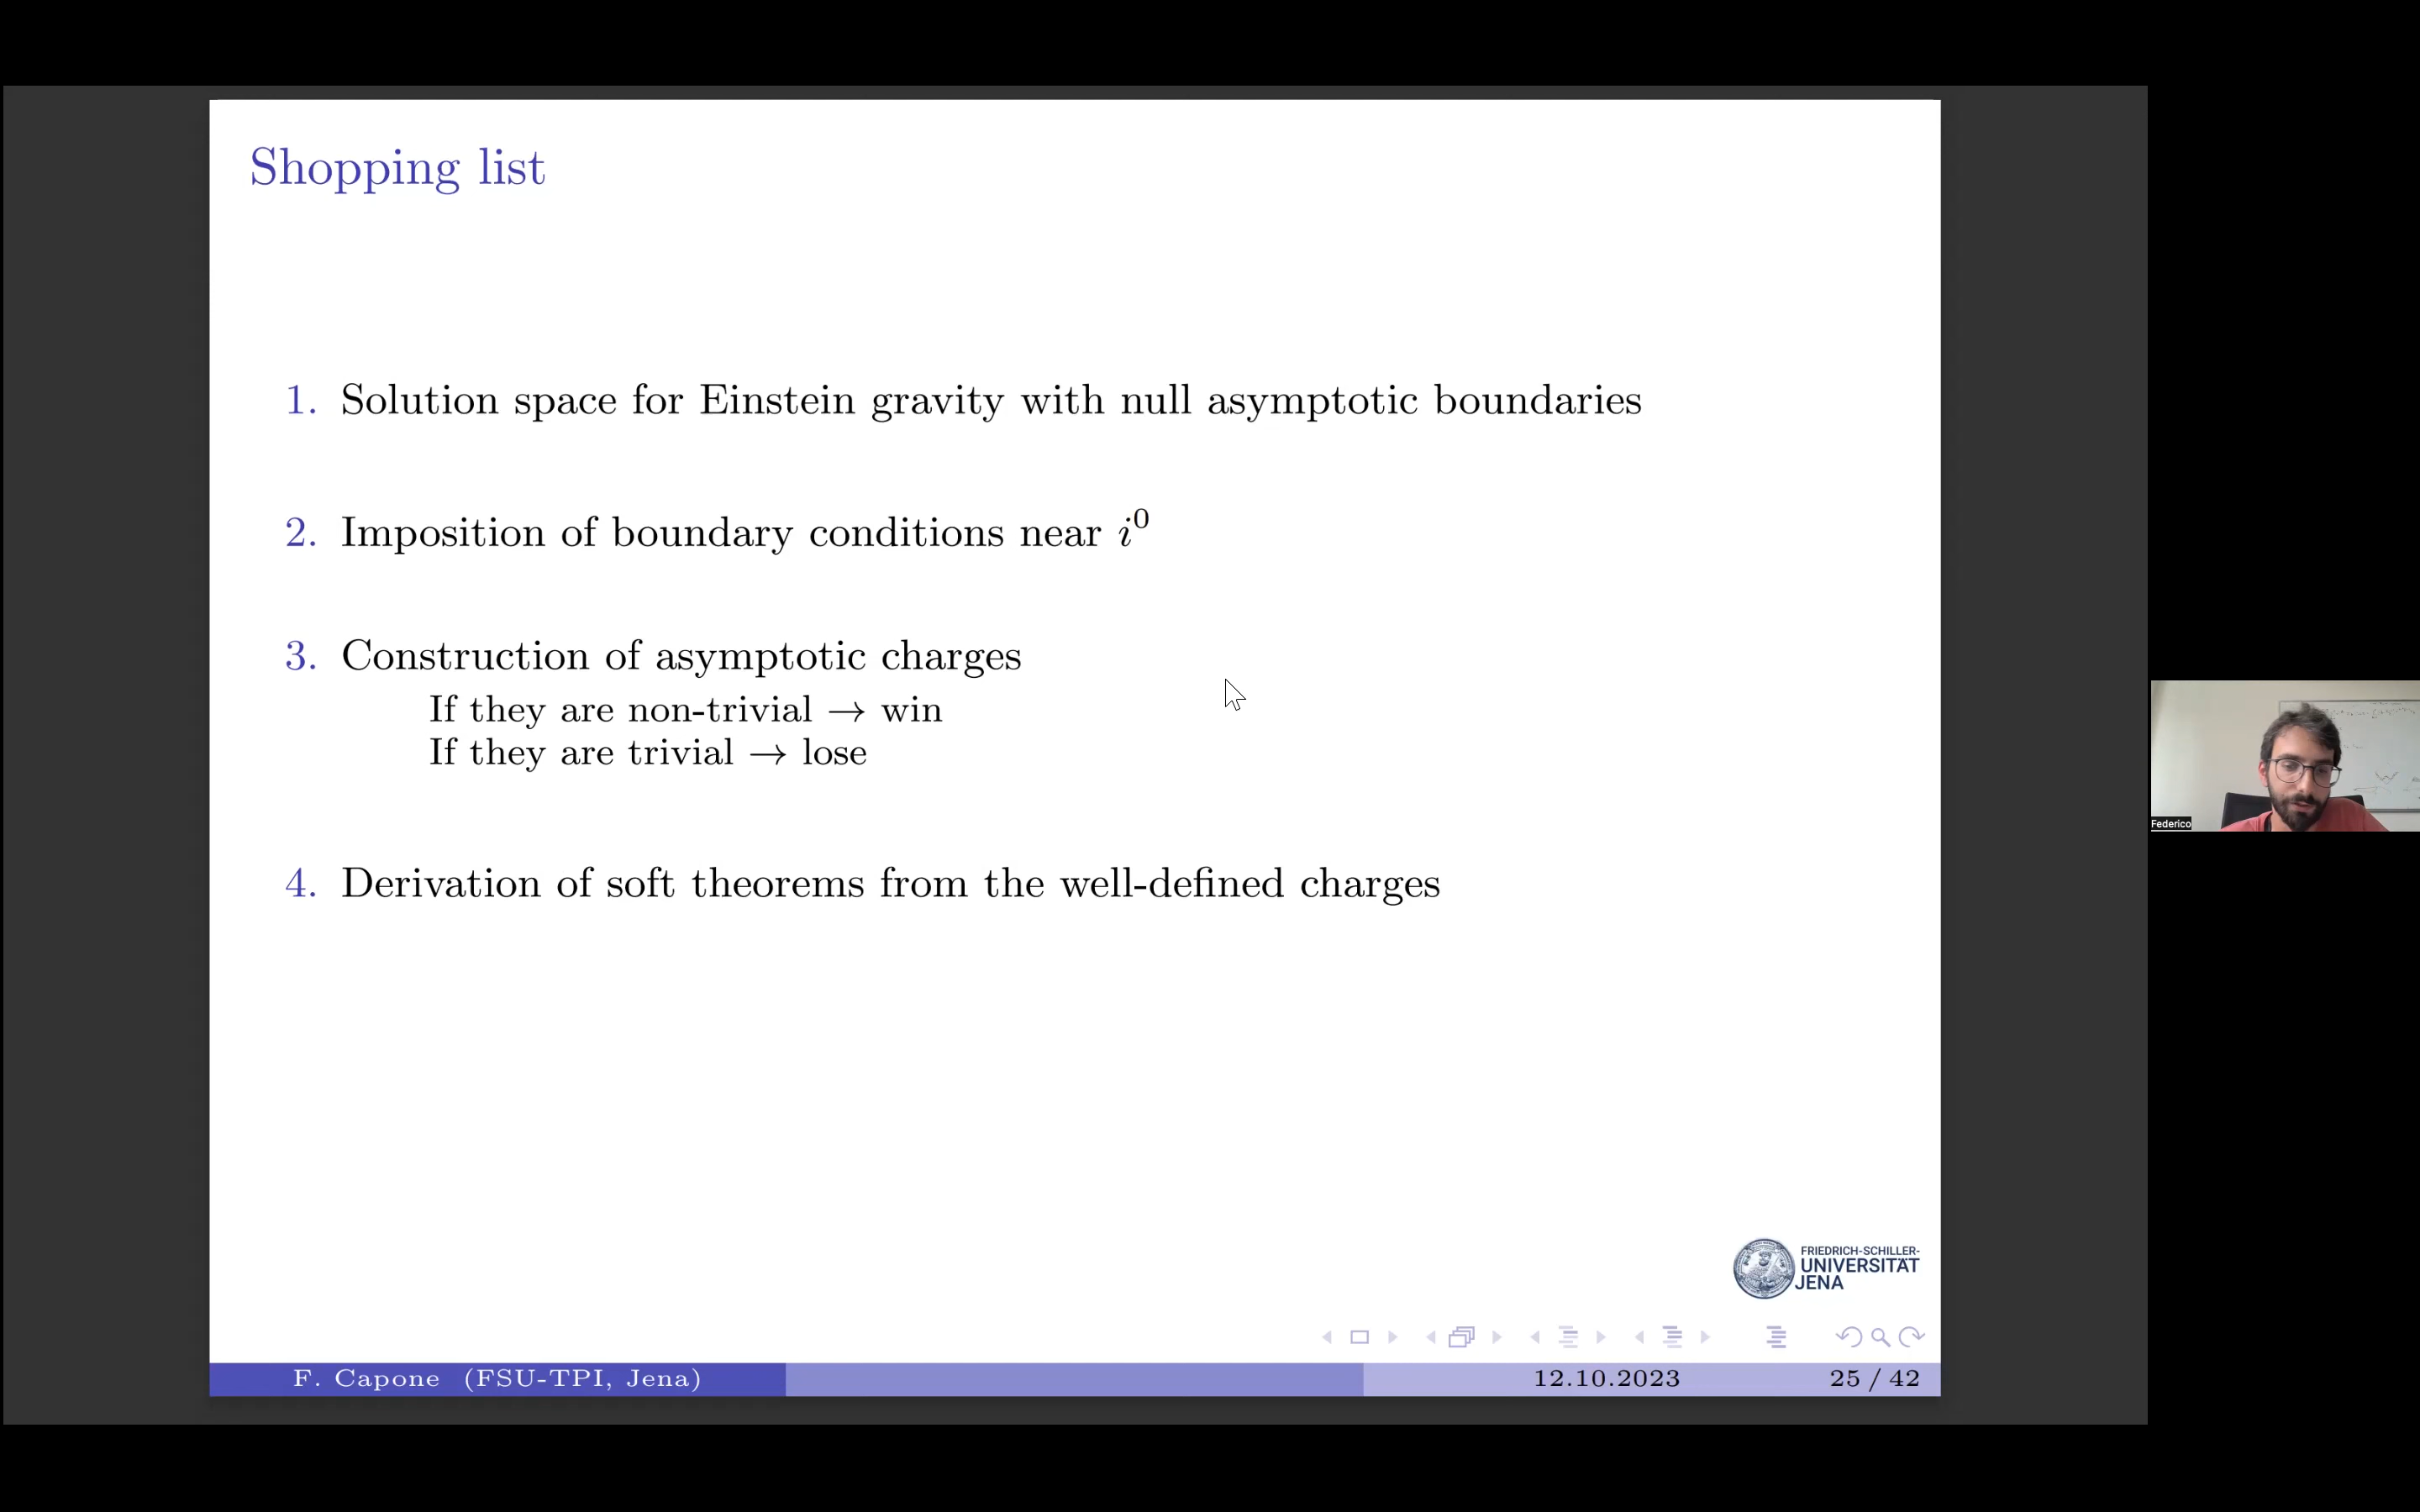 Shopping list
1. Solution space for Einstein gravity with null asymptotic boundaries
2. Imposition of boundary conditions near i⁰
3. Construction of asymptotic charges
If they are non-trivial → win
If they are trivial → lose
4. Derivation of soft theorems from the well-defined charges
Federico
FRIEDRICH-SCHILLER-
UNIVERSITÄT
JENA
F. Capone (FSU-TPI, Jena) 12.10.2023 25 / 42